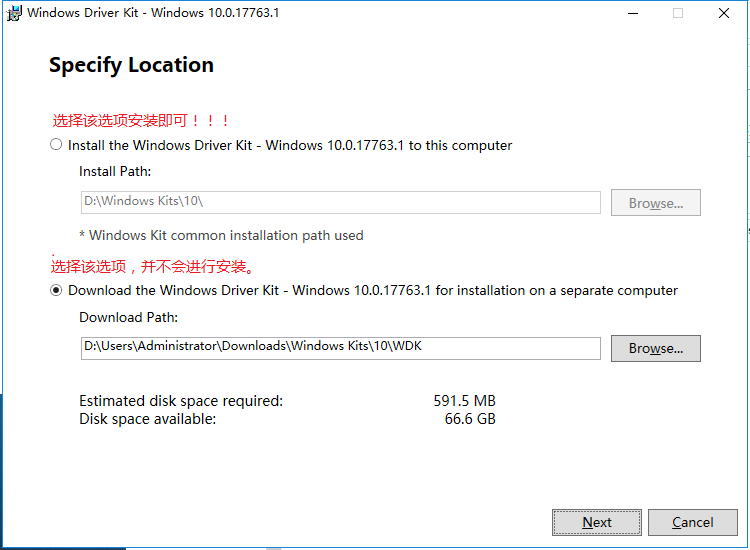 Windows Driver Kit - Windows 10.0.17763.1
Specify Location
选择该选项安装即可！！！
Install the Windows Driver Kit - Windows 10.0.17763.1 to this computer
Install Path:
D:\Windows Kits\10\
Browse...
* Windows Kit common installation path used
选择该选项，并不会进行安装。
Download the Windows Driver Kit - Windows 10.0.17763.1 for installation on a separate computer
Download Path:
D:\Users\Administrator\Downloads\Windows Kits\10\WDK
Browse...
Estimated disk space required: 591.5 MB
Disk space available: 66.6 GB
Next
Cancel